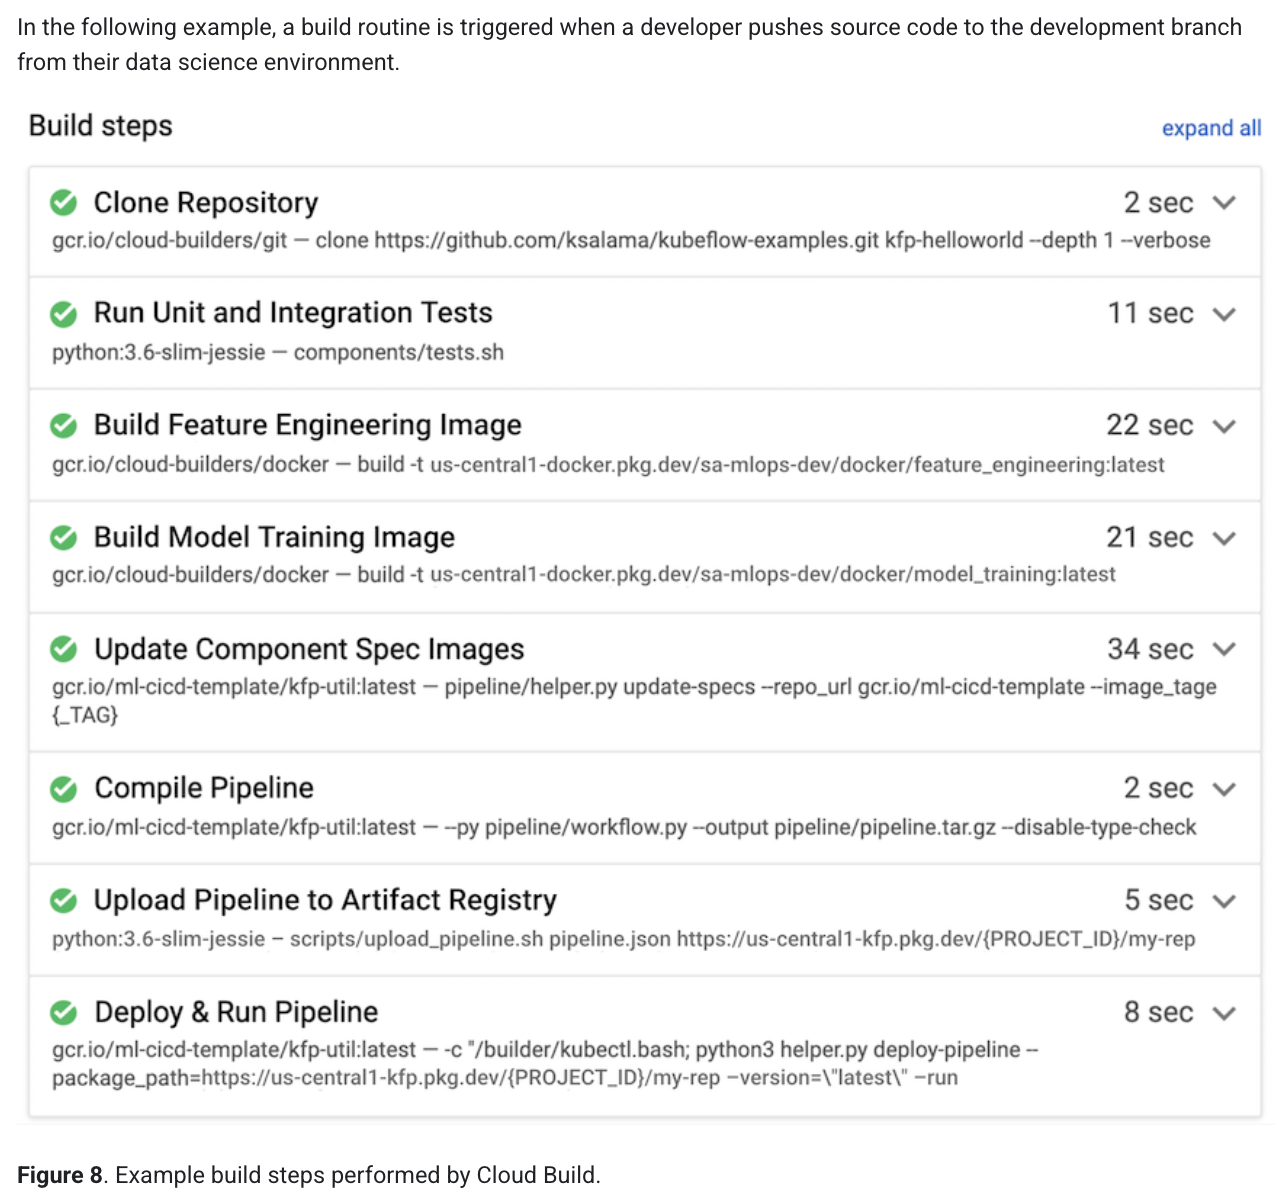 In the following example, a build routine is triggered when a developer pushes source code to the development branch
from their data science environment.
Build steps
expand all
Clone Repository
2 sec
gcr.io/cloud-builders/git — clone https://github.com/ksalama/kubeflow-examples.git kfp-helloworld --depth 1 --verbose
Run Unit and Integration Tests
11 sec
python:3.6-slim-jessie — components/tests.sh
Build Feature Engineering Image
22 sec
gcr.io/cloud-builders/docker — build -t us-central1-docker.pkg.dev/sa-mlops-dev/docker/feature_engineering:latest
Build Model Training Image
21 sec
gcr.io/cloud-builders/docker — build -t us-central1-docker.pkg.dev/sa-mlops-dev/docker/model_training:latest
Update Component Spec Images
34 sec
gcr.io/ml-cicd-template/kfp-util:latest — pipeline/helper.py update-specs --repo_url gcr.io/ml-cicd-template --image_tage
{_TAG}
Compile Pipeline
2 sec
gcr.io/ml-cicd-template/kfp-util:latest — --py pipeline/workflow.py --output pipeline/pipeline.tar.gz --disable-type-check
Upload Pipeline to Artifact Registry
5 sec
python:3.6-slim-jessie – scripts/upload_pipeline.sh pipeline.json https://us-central1-kfp.pkg.dev/{PROJECT_ID}/my-rep
Deploy & Run Pipeline
8 sec
gcr.io/ml-cicd-template/kfp-util:latest — -c "/builder/kubectl.bash; python3 helper.py deploy-pipeline --
package_path=https://us-central1-kfp.pkg.dev/{PROJECT_ID}/my-rep –version=\"latest\" –run
Figure 8. Example build steps performed by Cloud Build.